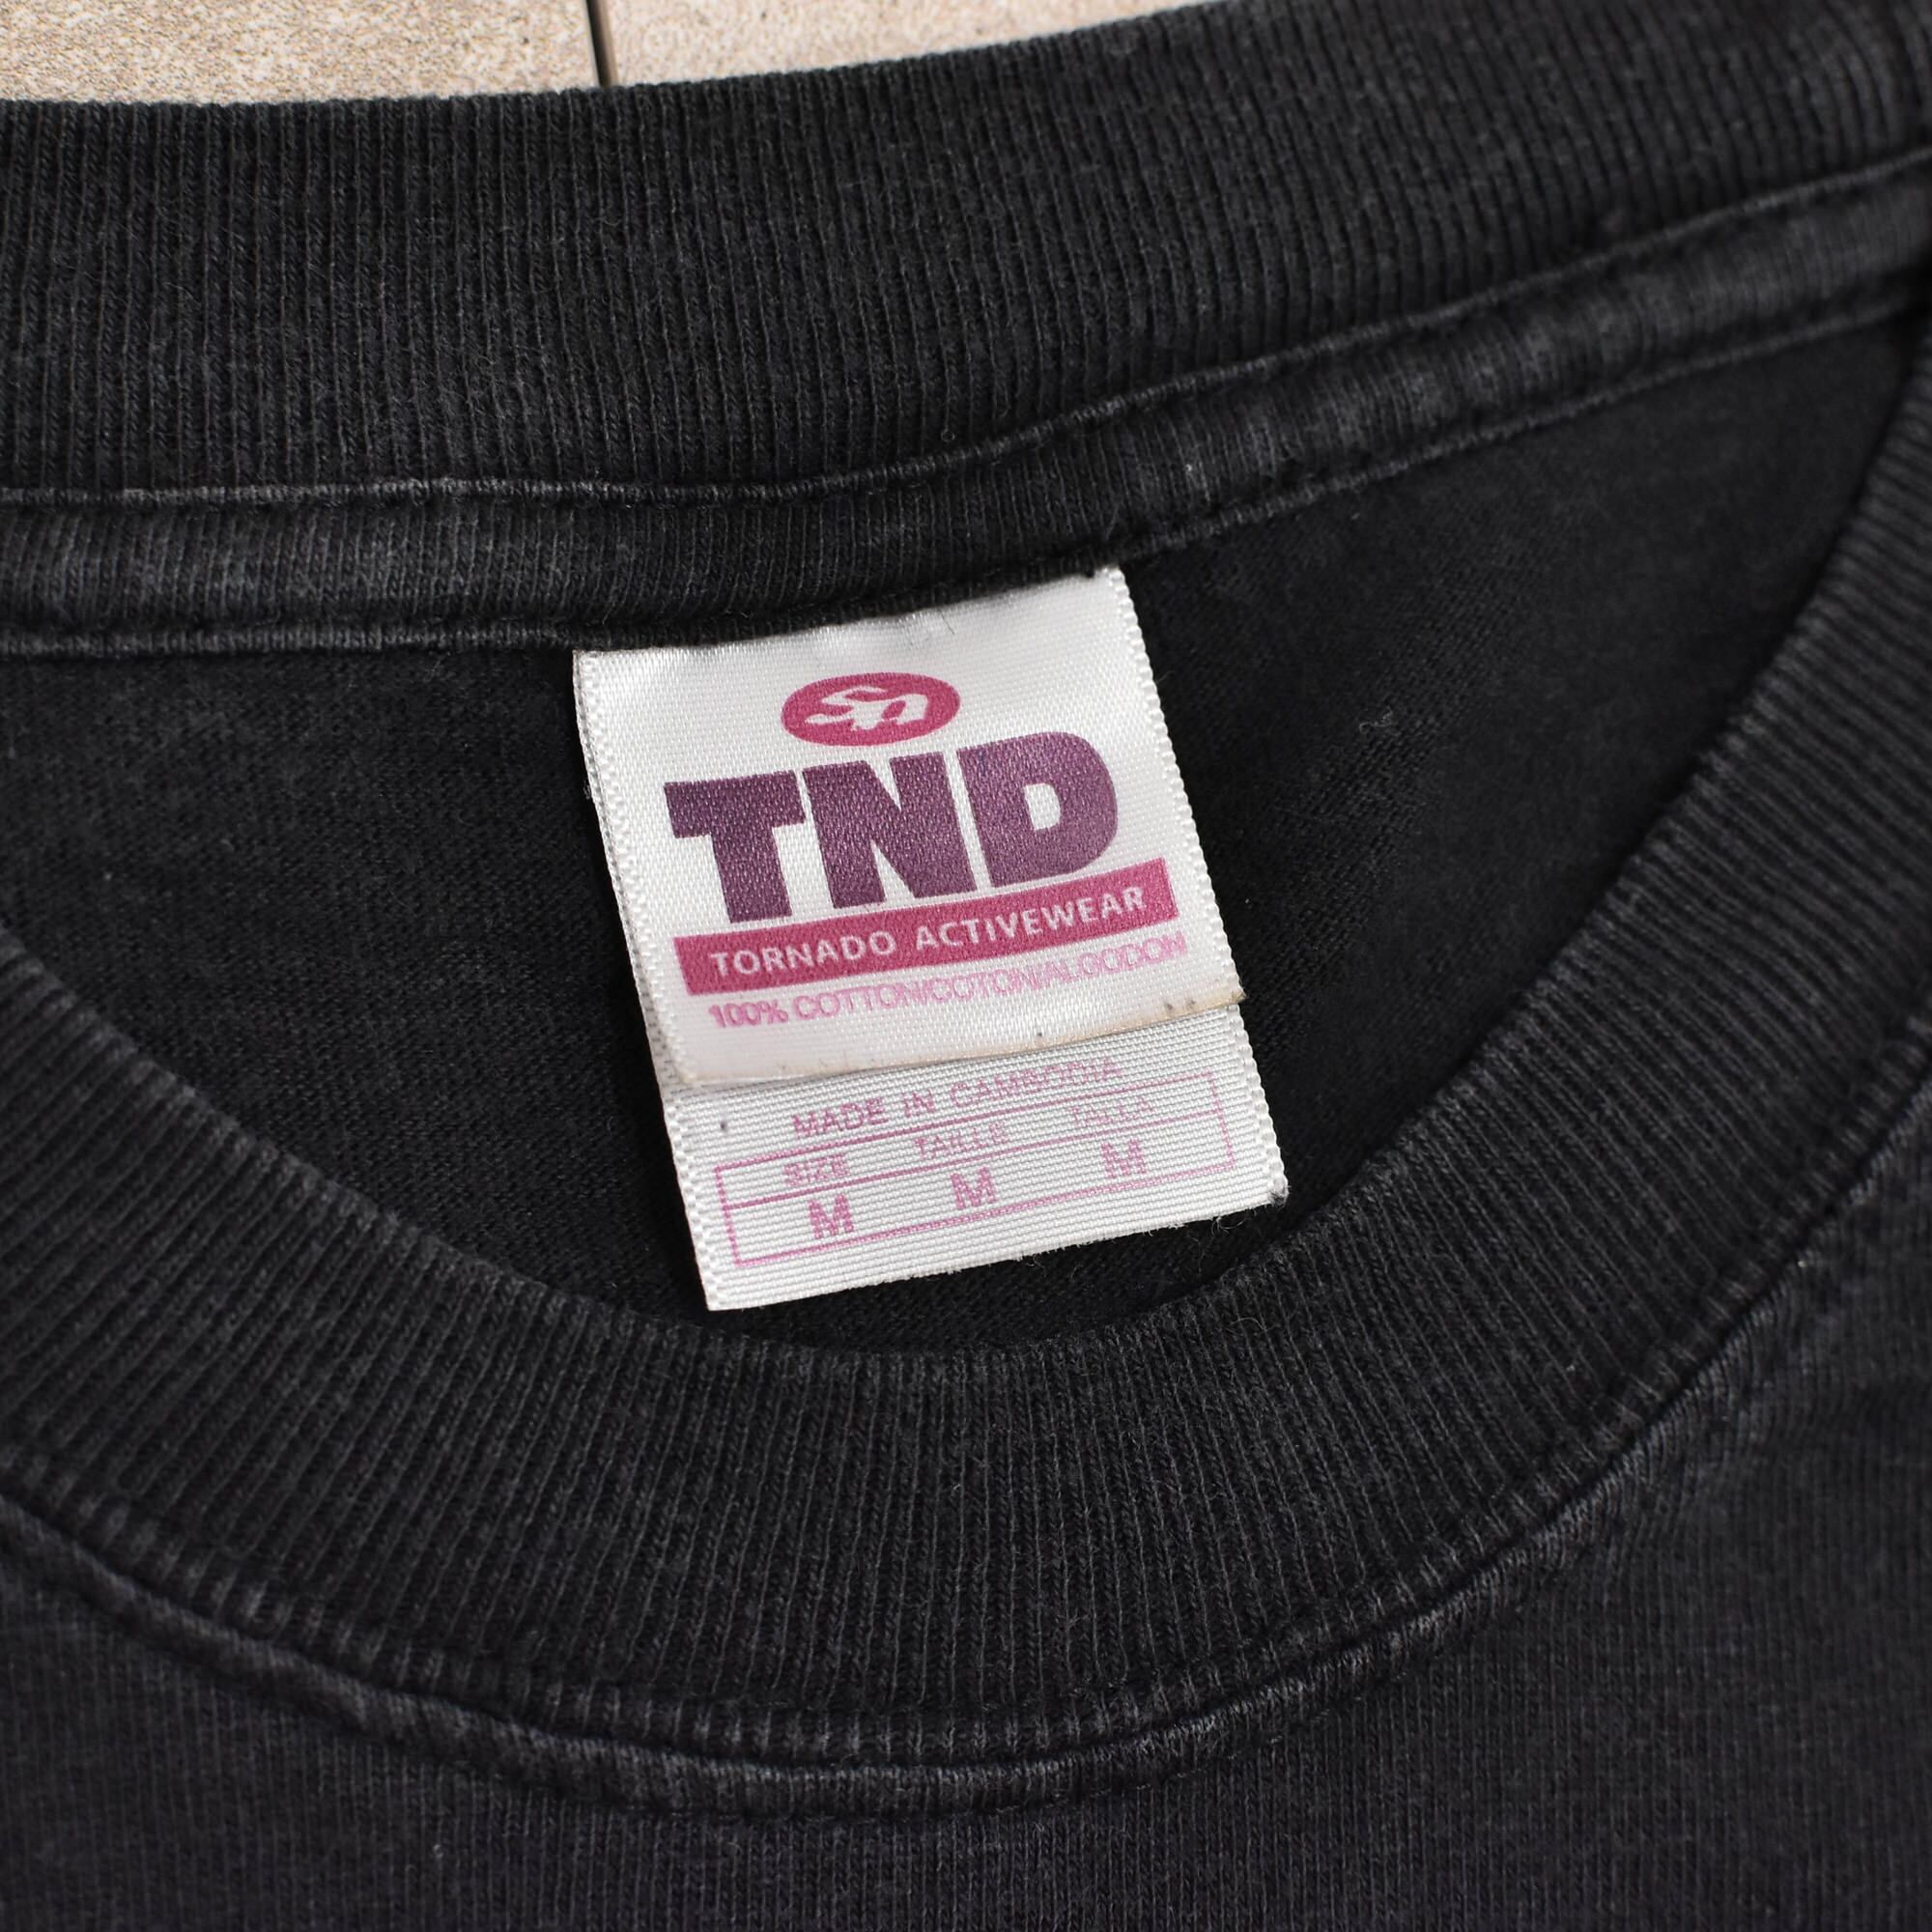 TND
TORNADO ACTIVEWEAR
100% COTTON/COTON/ALGODON
MADE IN CAMBODIA
SIZE TAILLE TALLA
M M M